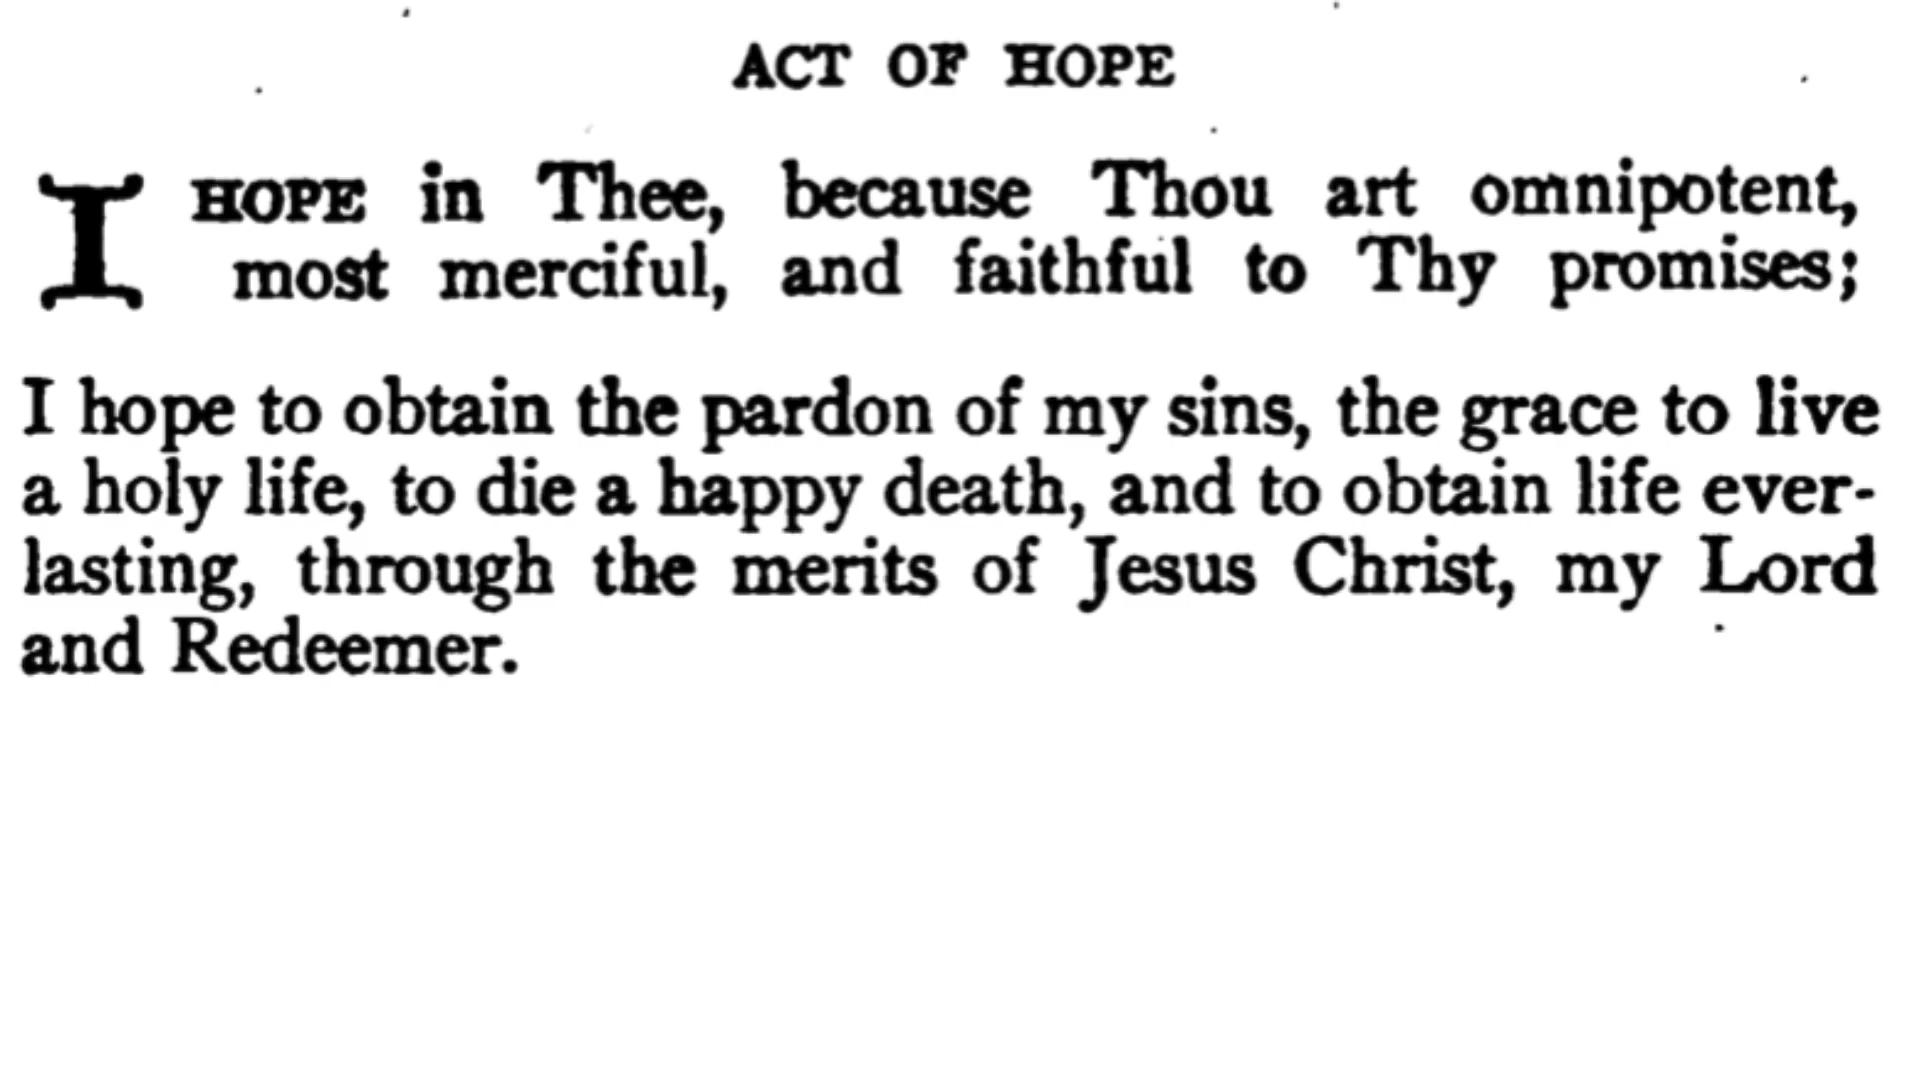 ACT OF HOPE
I HOPE in Thee, because Thou art omnipotent,
most merciful, and faithful to Thy promises;
I hope to obtain the pardon of my sins, the grace to live
a holy life, to die a happy death, and to obtain life ever-
lasting, through the merits of Jesus Christ, my Lord
and Redeemer.